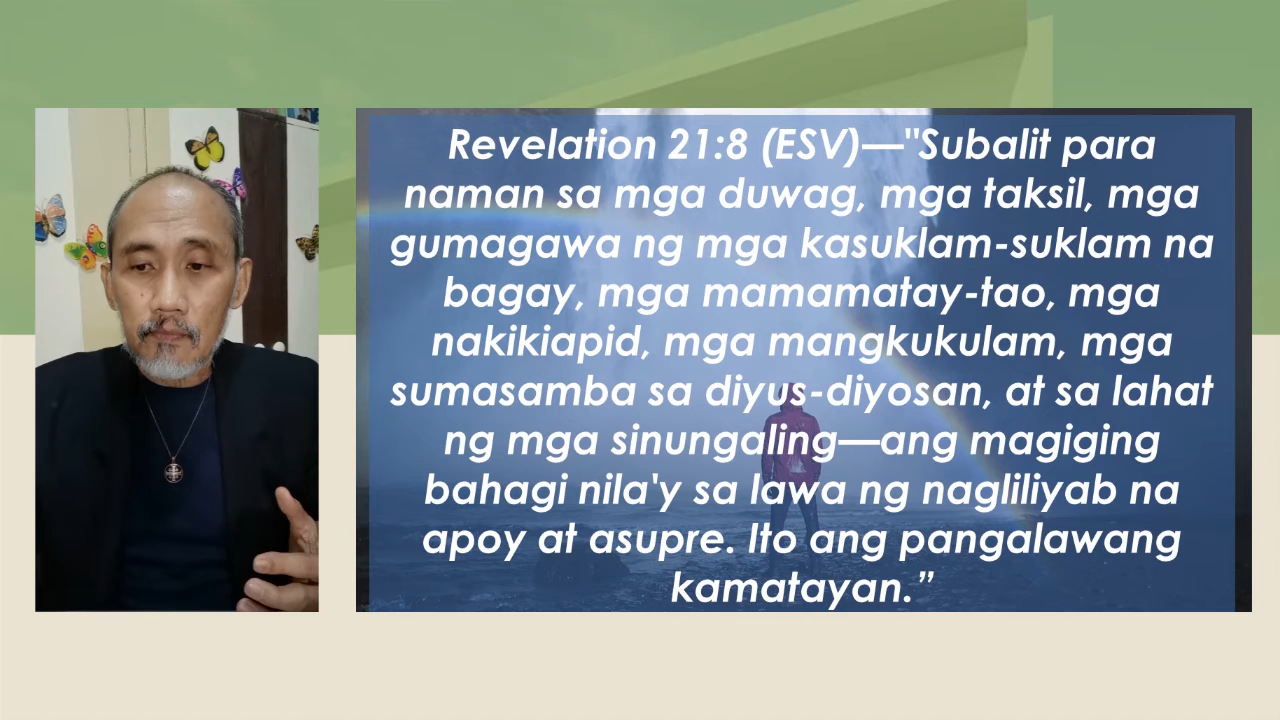 Revelation 21:8 (ESV)—"Subalit para
naman sa mga duwag, mga taksil, mga
gumagawa ng mga kasuklam-suklam na
bagay, mga mamamatay-tao, mga
nakikiapid, mga mangkukulam, mga
sumasamba sa diyus-diyosan, at sa lahat
ng mga sinungaling—ang magiging
bahagi nila'y sa lawa ng nagliliyab na
apoy at asupre. Ito ang pangalawang
kamatayan.”